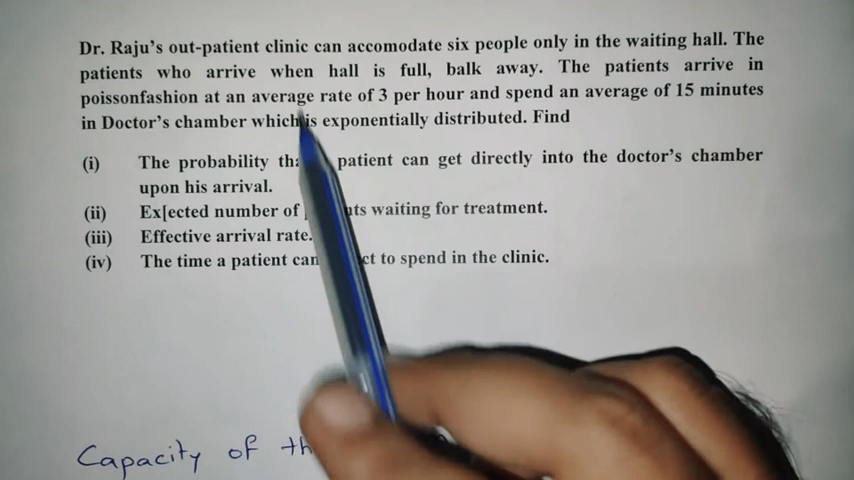 Dr. Raju's out-patient clinic can accomodate six people only in the waiting hall. The
patients who arrive when hall is full, balk away. The patients arrive in
poissonfashion at an average rate of 3 per hour and spend an average of 15 minutes
in Doctor's chamber which is exponentially distributed. Find
(i) The probability patient can get directly into the doctor's chamber
upon his arrival.
(ii) Ex[ected number of waiting for treatment.
(iii) Effective arrival rate.
(iv) The time a patient can to spend in the clinic.
Capacity of